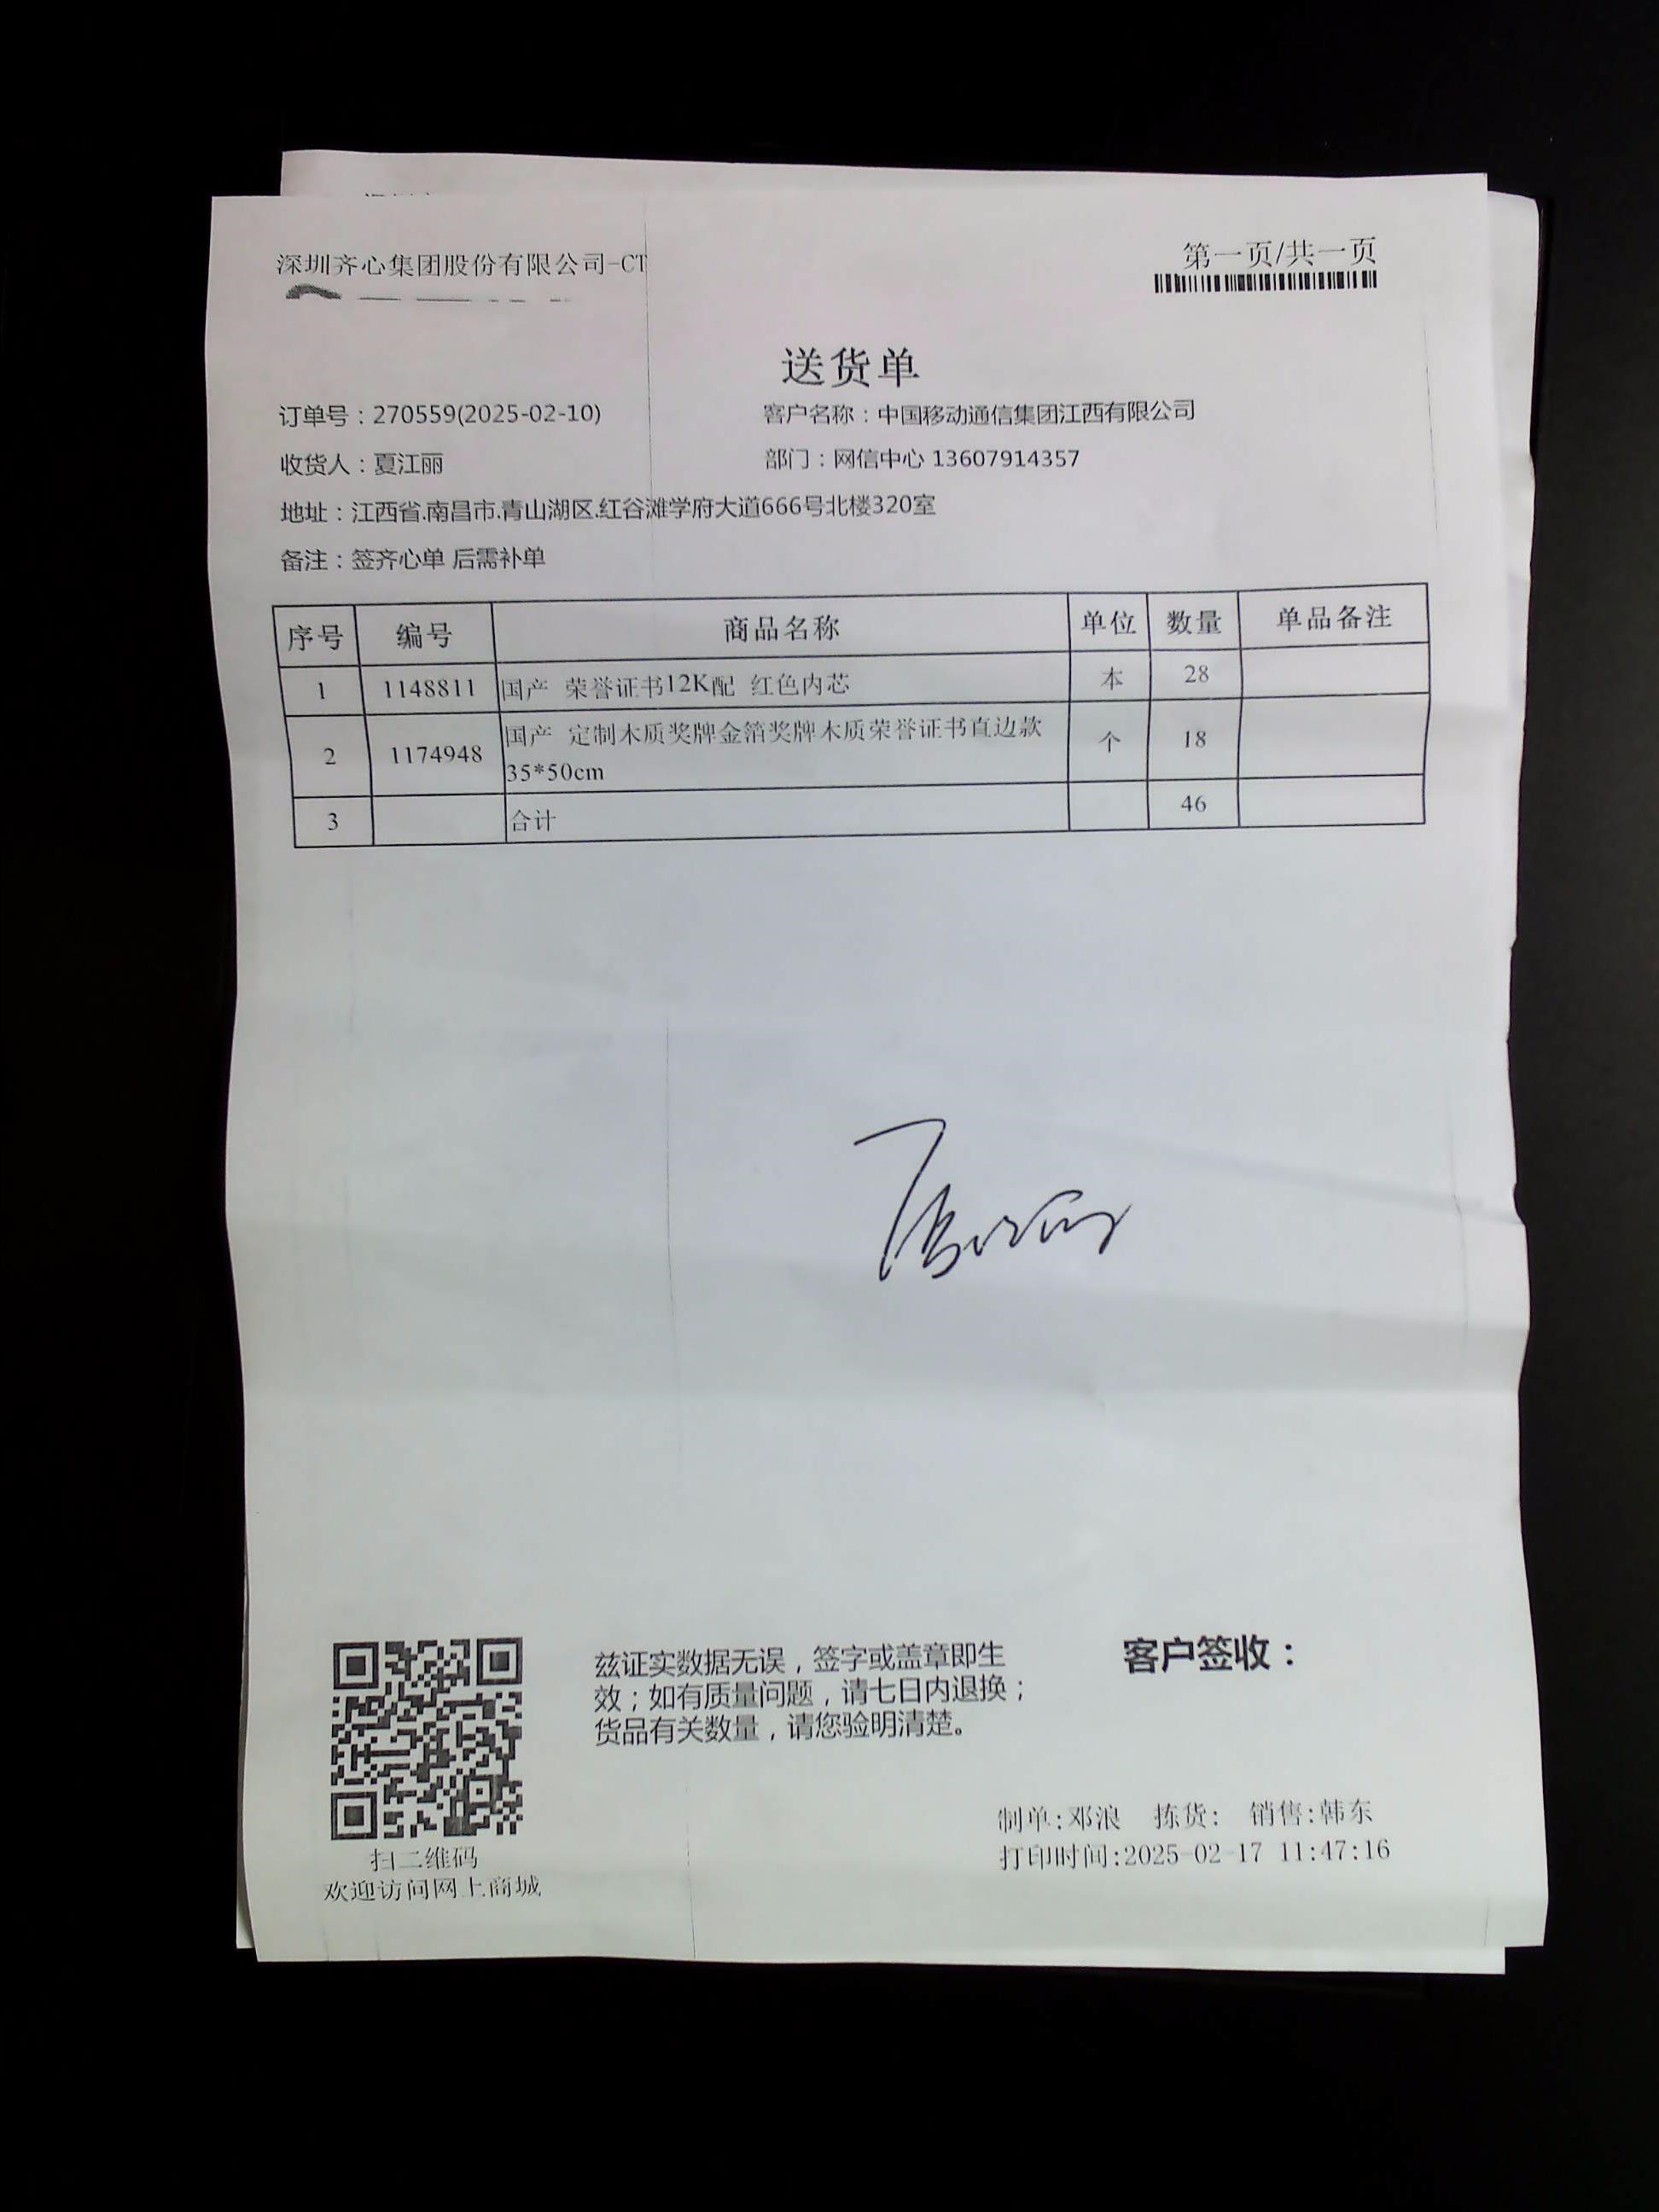 深圳齐心集团股份有限公司-CT
第一页/共一页
送货单
订单号：270559(2025-02-10)
客户名称：中国移动通信集团江西有限公司
收货人：夏江丽
部门：网信中心 13607914357
地址：江西省.南昌市.青山湖区.红谷滩学府大道666号北楼320室
备注：签齐心单 后需补单
序号 编号 商品名称 单位 数量 单品备注
1 1148811 国产 荣誉证书12K配 红色内芯 本 28
2 1174948 国产 定制木质奖牌金箔奖牌木质荣誉证书直边款 个 18
35*50cm
3 合计 46
兹证实数据无误，签字或盖章即生
效；如有质量问题，请七日内退换；
货品有关数量，请您验明清楚。
客户签收：
扫二维码
欢迎访问网上商城
制单:邓浪 拣货: 销售:韩东
打印时间:2025-02-17 11:47:16